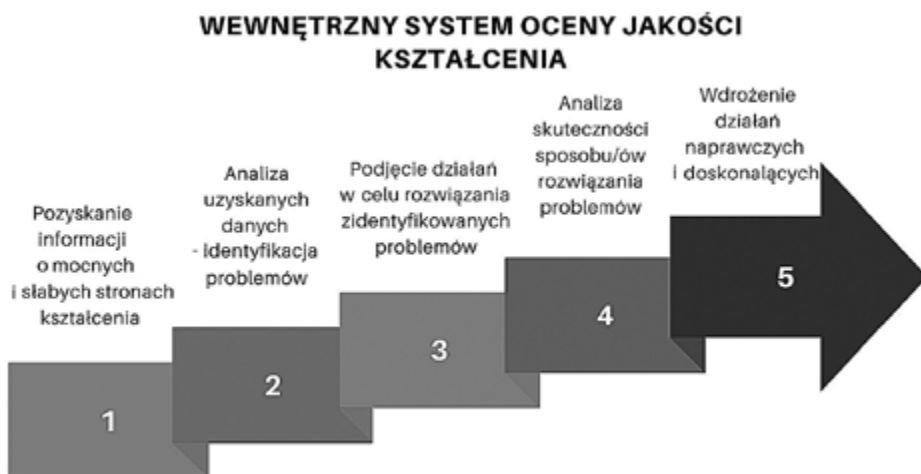 WEWNĘTRZNY SYSTEM OCENY JAKOŚCI
KSZTAŁCENIA
Pozyskanie
informacji
o mocnych
i słabych stronach
kształcenia
1
Analiza
uzyskanych
danych
- identyfikacja
problemów
2
Podjęcie działań
w celu rozwiązania
zidentyfikowanych
problemów
3
Analiza
skuteczności
sposobu/ów
rozwiązania
problemów
4
Wdrożenie
działań
naprawczych
i doskonalących
5